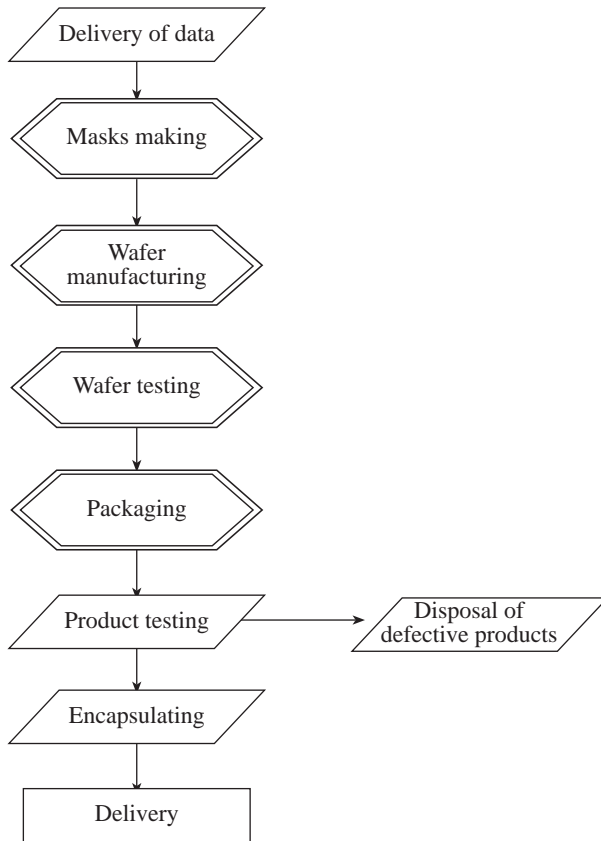 Delivery of data
Masks making
Wafer
manufacturing
Wafer testing
Packaging
Product testing
Disposal of
defective products
Encapsulating
Delivery